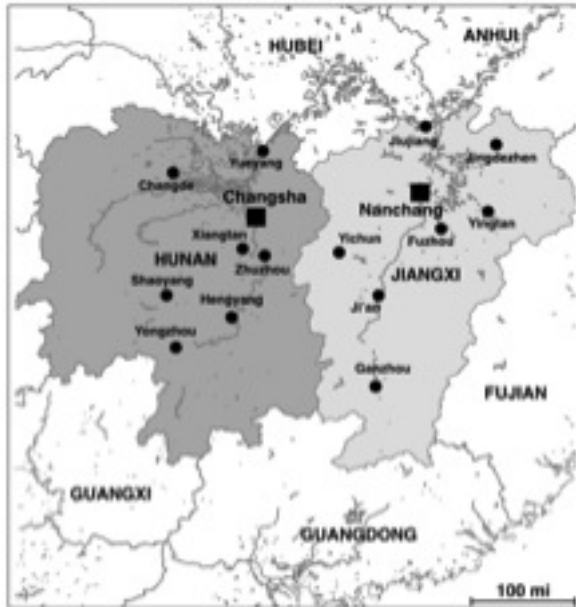 ANHUI
HUBEI
Jiujiang
Jingdezhen
Yueyang
Changde
Changsha
Nanchang
Yingtan
Fuzhou
Xiangtan
Yichun
HUNAN
Zhuzhou
JIANGXI
Shaoyang
Hengyang
Ji'an
Yongzhou
Ganzhou
FUJIAN
GUANGXI
GUANGDONG
100 mi